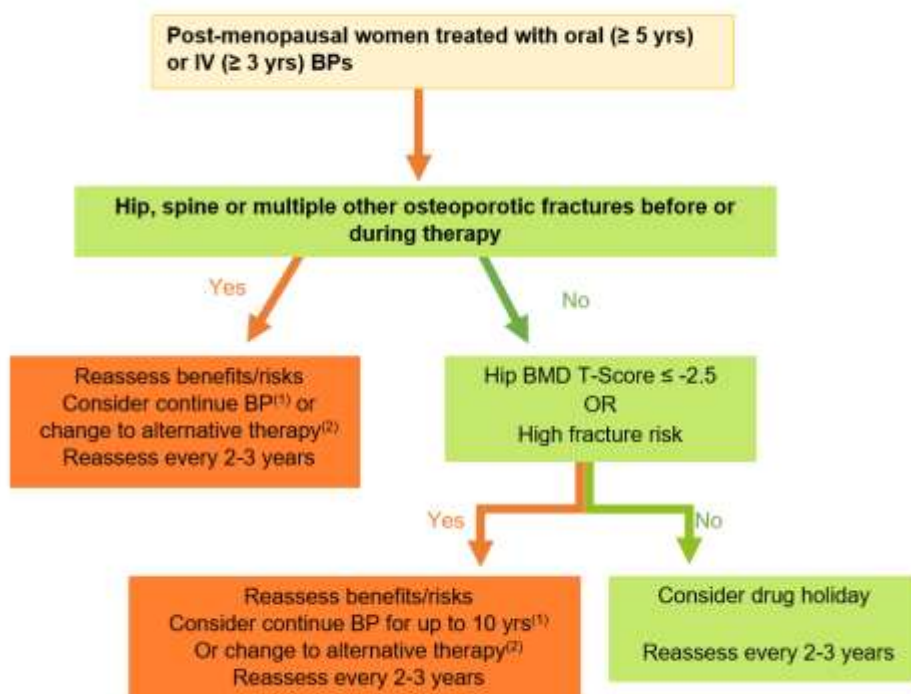 Post-menopausal women treated with oral (≥ 5 yrs)
or IV (≥ 3 yrs) BPs
Hip, spine or multiple other osteoporotic fractures before or
during therapy
Yes
No
Reassess benefits/risks
Consider continue BP⁽¹⁾ or
change to alternative therapy⁽²⁾
Reassess every 2-3 years
Hip BMD T-Score ≤ -2.5
OR
High fracture risk
Yes
No
Reassess benefits/risks
Consider continue BP for up to 10 yrs⁽¹⁾
Or change to alternative therapy⁽²⁾
Reassess every 2-3 years
Consider drug holiday
Reassess every 2-3 years